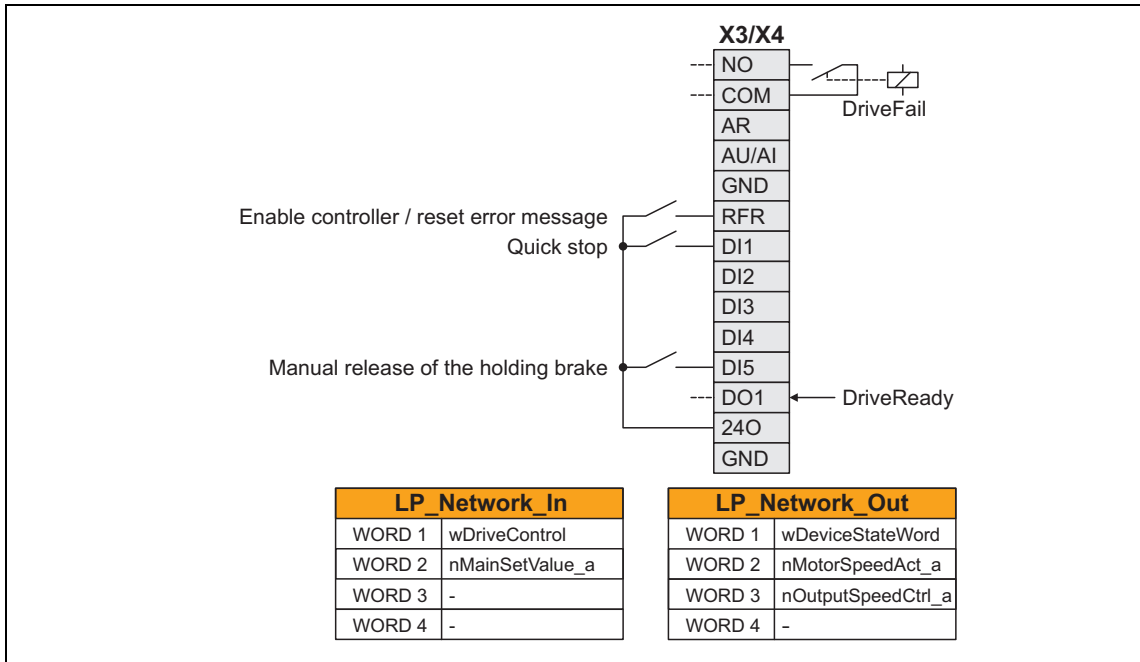 X3/X4
NO
COM
DriveFail
AR
AU/AI
GND
Enable controller / reset error message RFR
Quick stop DI1
DI2
DI3
DI4
Manual release of the holding brake DI5
DO1 DriveReady
24O
GND
LP_Network_In
WORD 1 wDriveControl
WORD 2 nMainSetValue_a
WORD 3 -
WORD 4 -
LP_Network_Out
WORD 1 wDeviceStateWord
WORD 2 nMotorSpeedAct_a
WORD 3 nOutputSpeedCtrl_a
WORD 4 -